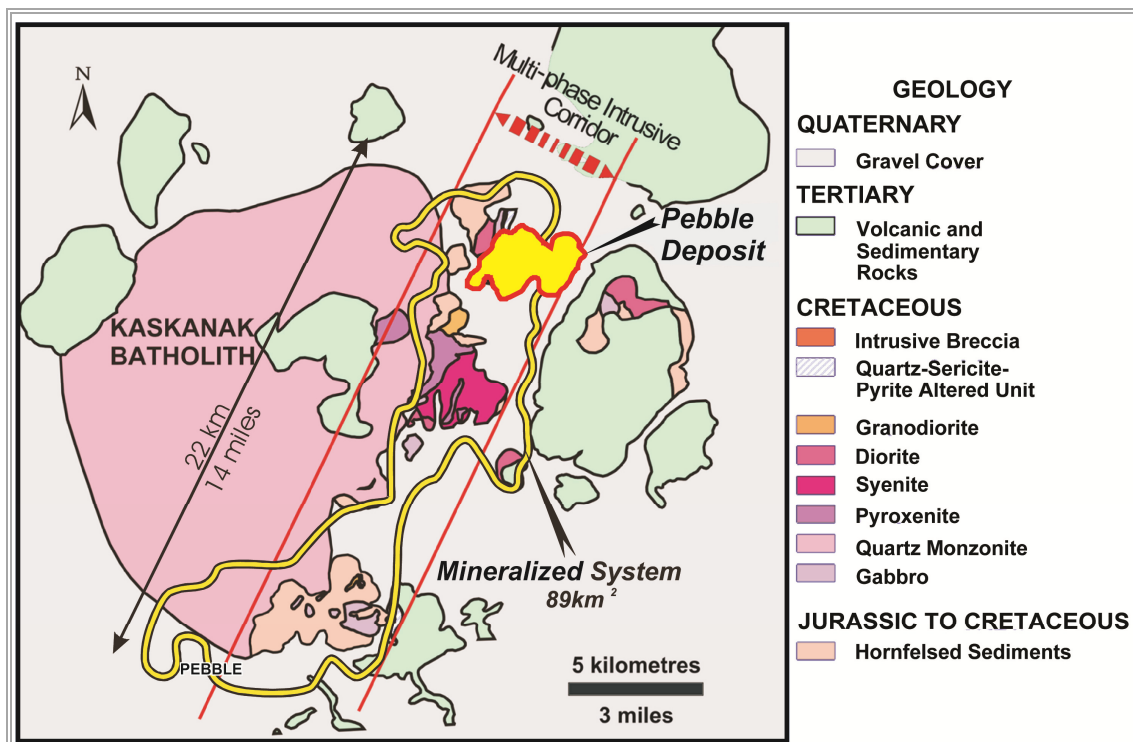 N
Multi-phase Intrusive
Corridor
Pebble
Deposit
KASKANAK
BATHOLITH
22 km
14 miles
Mineralized System
89km²
PEBBLE
5 kilometres
3 miles
GEOLOGY
QUATERNARY
Gravel Cover
TERTIARY
Volcanic and
Sedimentary
Rocks
CRETACEOUS
Intrusive Breccia
Quartz-Sericite-
Pyrite Altered Unit
Granodiorite
Diorite
Syenite
Pyroxenite
Quartz Monzonite
Gabbro
JURASSIC TO CRETACEOUS
Hornfelsed Sediments